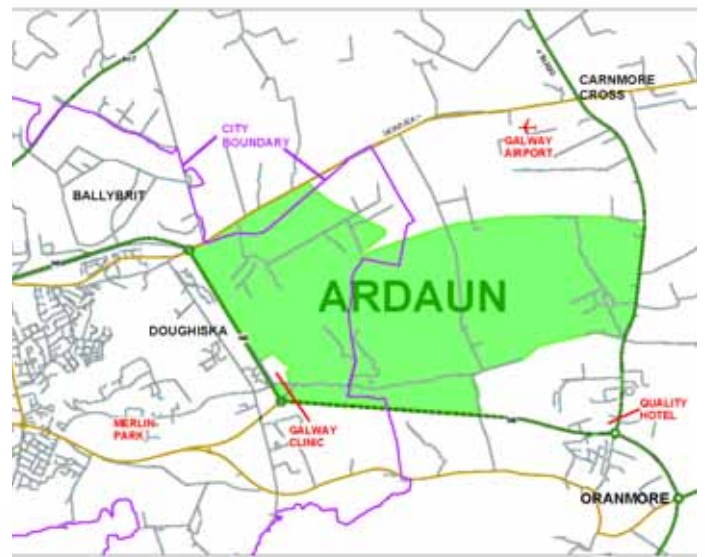 CARNMORE
CROSS
CITY
BOUNDARY
GALWAY
AIRPORT
BALLYBRIT
ARDAUN
DOUGHISKA
MERLIN-
PARK
GALWAY
CLINIC
QUALITY
HOTEL
ORANMORE